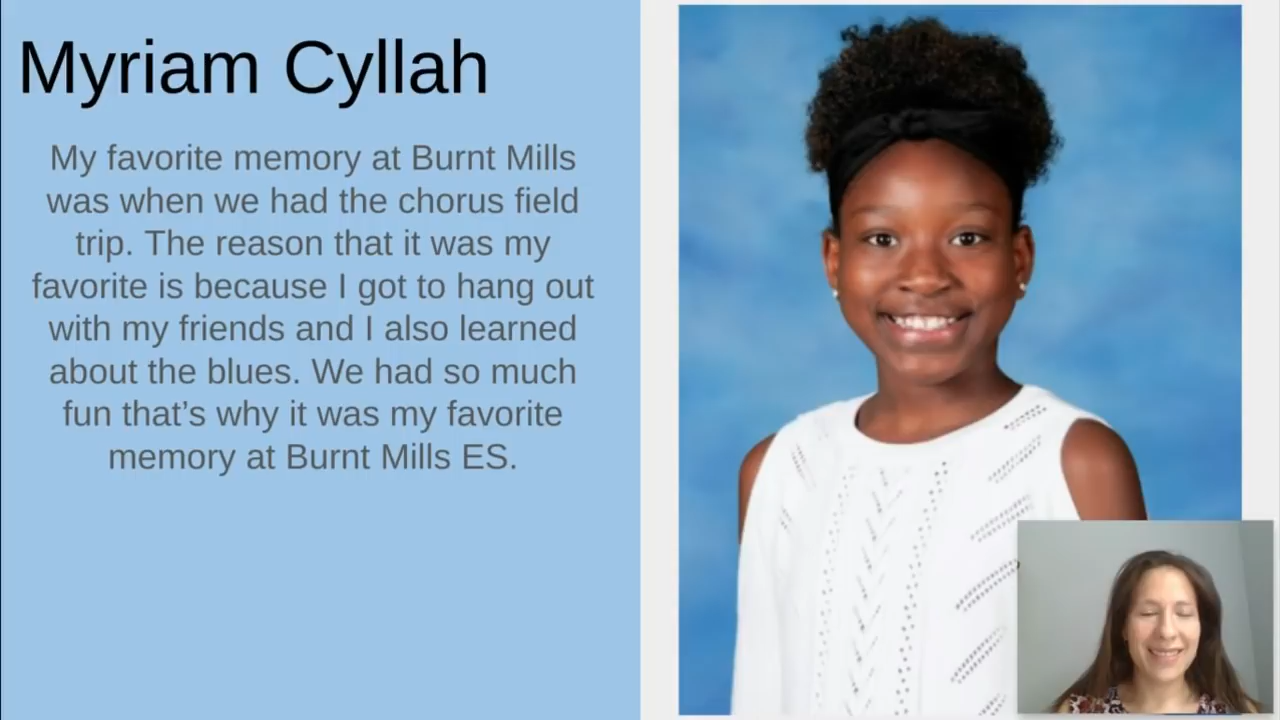 Myriam Cyllah
My favorite memory at Burnt Mills
was when we had the chorus field
trip. The reason that it was my
favorite is because I got to hang out
with my friends and I also learned
about the blues. We had so much
fun that’s why it was my favorite
memory at Burnt Mills ES.